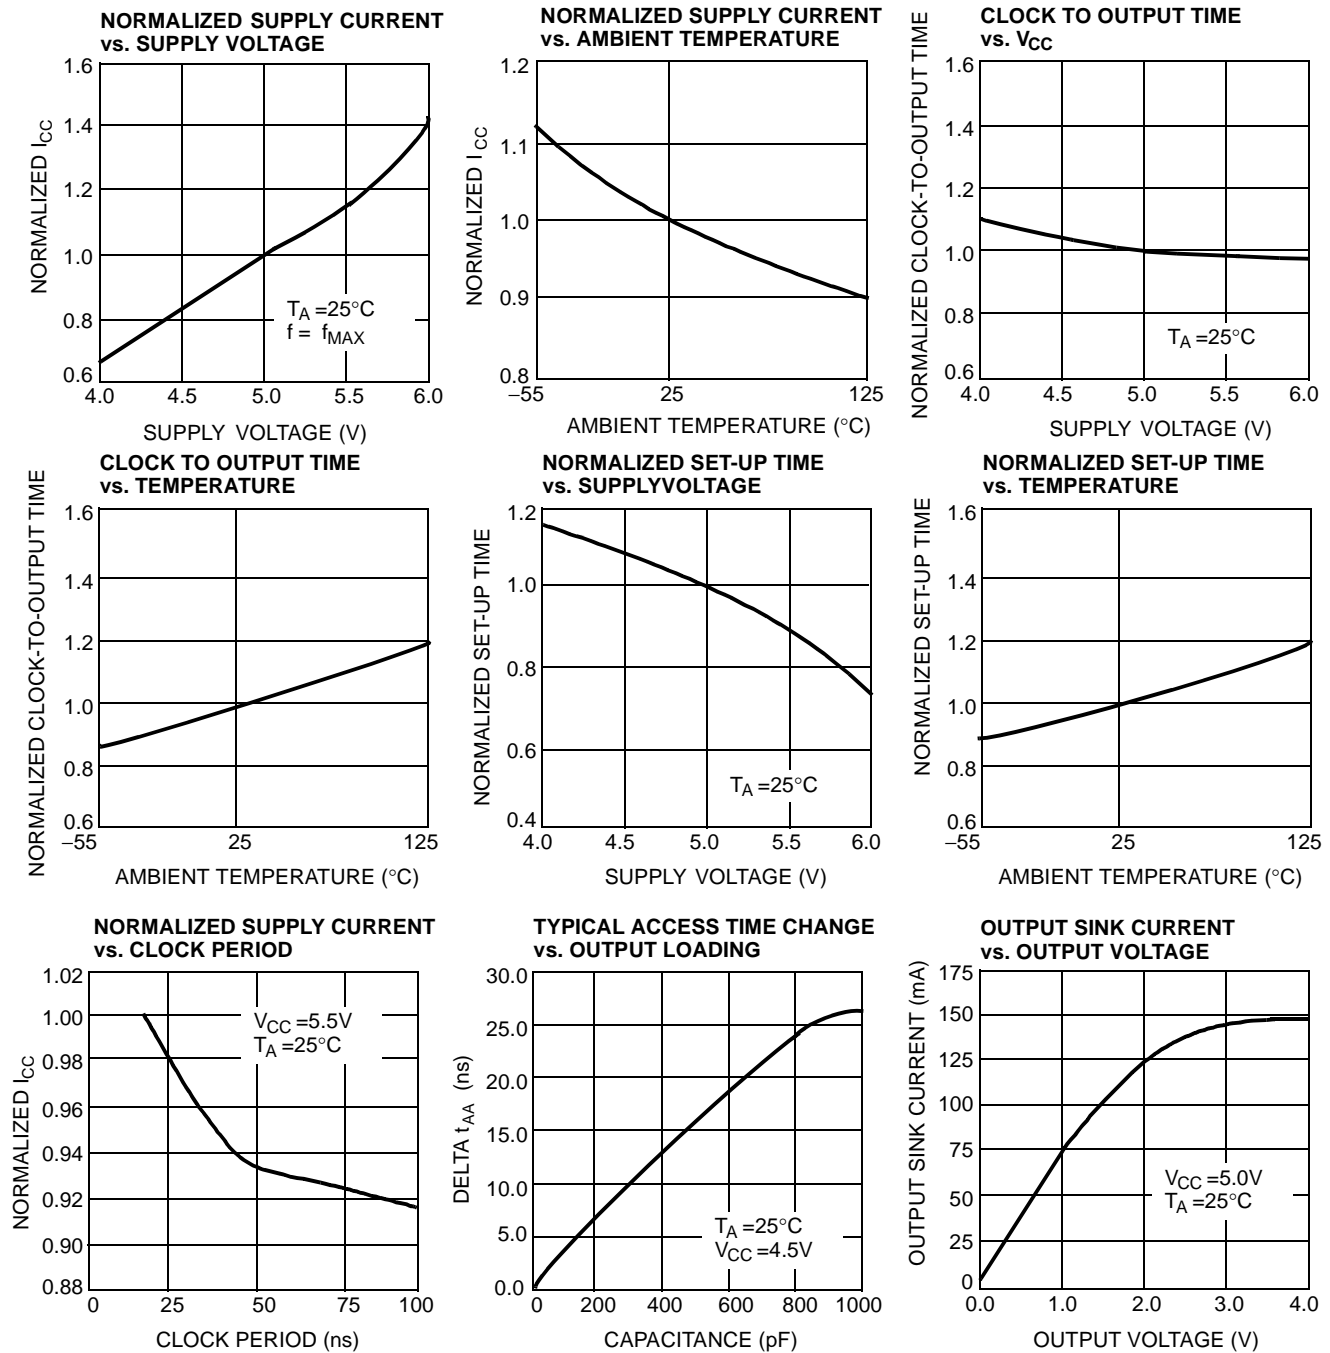 NORMALIZED SUPPLY CURRENT
vs. SUPPLY VOLTAGE
NORMALIZED ICC
1.6
1.4
1.2
1.0
0.8
0.6
TA =25°C
f = fMAX
4.0 4.5 5.0 5.5 6.0
SUPPLY VOLTAGE (V)
NORMALIZED SUPPLY CURRENT
vs. AMBIENT TEMPERATURE
NORMALIZED ICC
1.2
1.1
1.0
0.9
0.8
–55 25 125
AMBIENT TEMPERATURE (°C)
CLOCK TO OUTPUT TIME
vs. VCC
NORMALIZED CLOCK-TO-OUTPUT TIME
1.6
1.4
1.2
1.0
0.8
0.6
TA =25°C
4.0 4.5 5.0 5.5 6.0
SUPPLY VOLTAGE (V)
CLOCK TO OUTPUT TIME
vs. TEMPERATURE
NORMALIZED CLOCK-TO-OUTPUT TIME
1.6
1.4
1.2
1.0
0.8
0.6
–55 25 125
AMBIENT TEMPERATURE (°C)
NORMALIZED SET-UP TIME
vs. SUPPLYVOLTAGE
NORMALIZED SET-UP TIME
1.2
1.0
0.8
0.6
0.4
TA =25°C
4.0 4.5 5.0 5.5 6.0
SUPPLY VOLTAGE (V)
NORMALIZED SET-UP TIME
vs. TEMPERATURE
NORMALIZED SET-UP TIME
1.6
1.4
1.2
1.0
0.8
0.6
–55 25 125
AMBIENT TEMPERATURE (°C)
NORMALIZED SUPPLY CURRENT
vs. CLOCK PERIOD
NORMALIZED ICC
1.02
1.00
0.98
0.96
0.94
0.92
0.90
0.88
VCC =5.5V
TA =25°C
0 25 50 75 100
CLOCK PERIOD (ns)
TYPICAL ACCESS TIME CHANGE
vs. OUTPUT LOADING
DELTA tAA (ns)
30.0
25.0
20.0
15.0
10.0
5.0
0.0
TA =25°C
VCC =4.5V
0 200 400 600 800 1000
CAPACITANCE (pF)
OUTPUT SINK CURRENT
vs. OUTPUT VOLTAGE
OUTPUT SINK CURRENT (mA)
175
150
125
100
75
50
25
0
VCC =5.0V
TA =25°C
0.0 1.0 2.0 3.0 4.0
OUTPUT VOLTAGE (V)